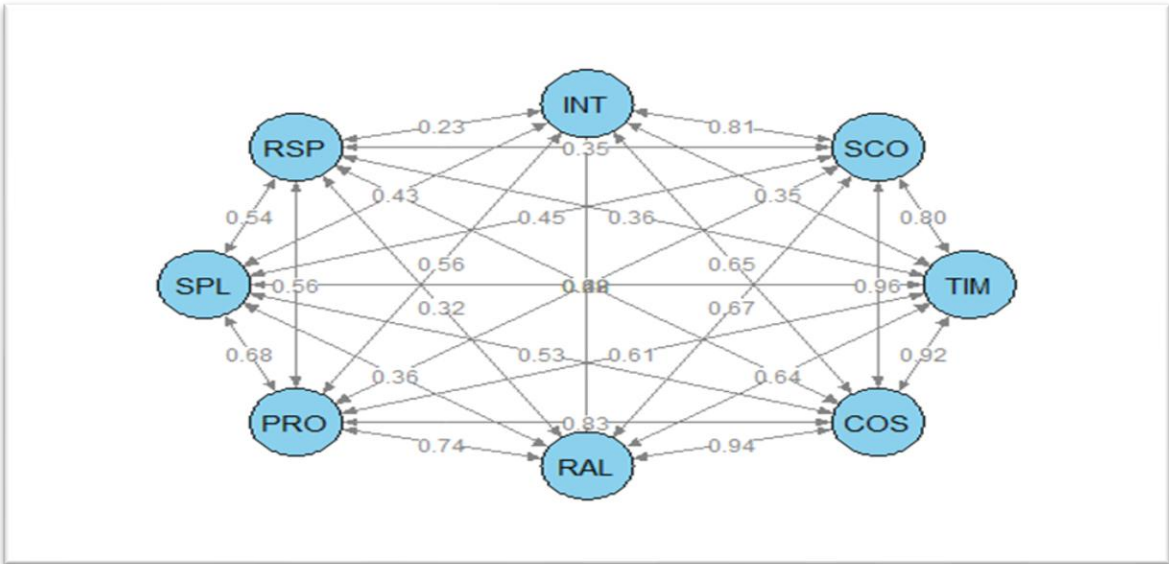 INT
0.23 0.81
RSP 0.35 SCO
0.43 0.35
0.54 0.45 0.36 0.80
0.56 0.65
SPL 0.56 0.96 TIM
0.32 0.67
0.68 0.53 0.61 0.92
0.36 0.64
PRO 0.83 COS
0.74 0.94
RAL